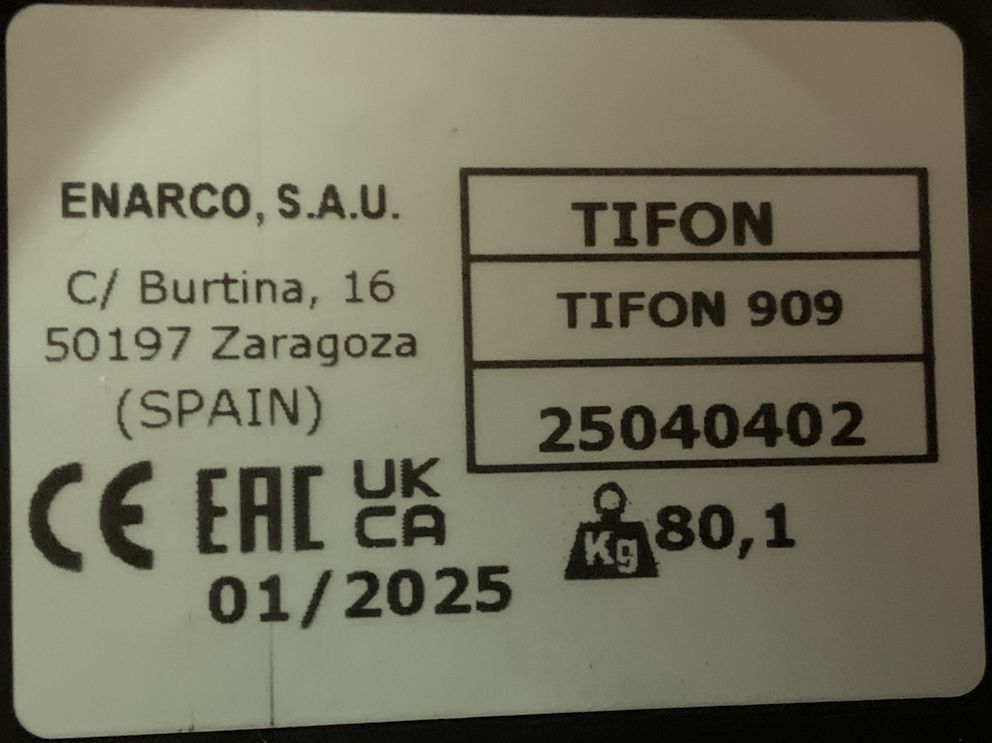 ENARCO, S.A.U.
C/ Burtina, 16
50197 Zaragoza
(SPAIN)
CE EAC UK CA
01/2025
TIFON
TIFON 909
25040402
Kg 80,1